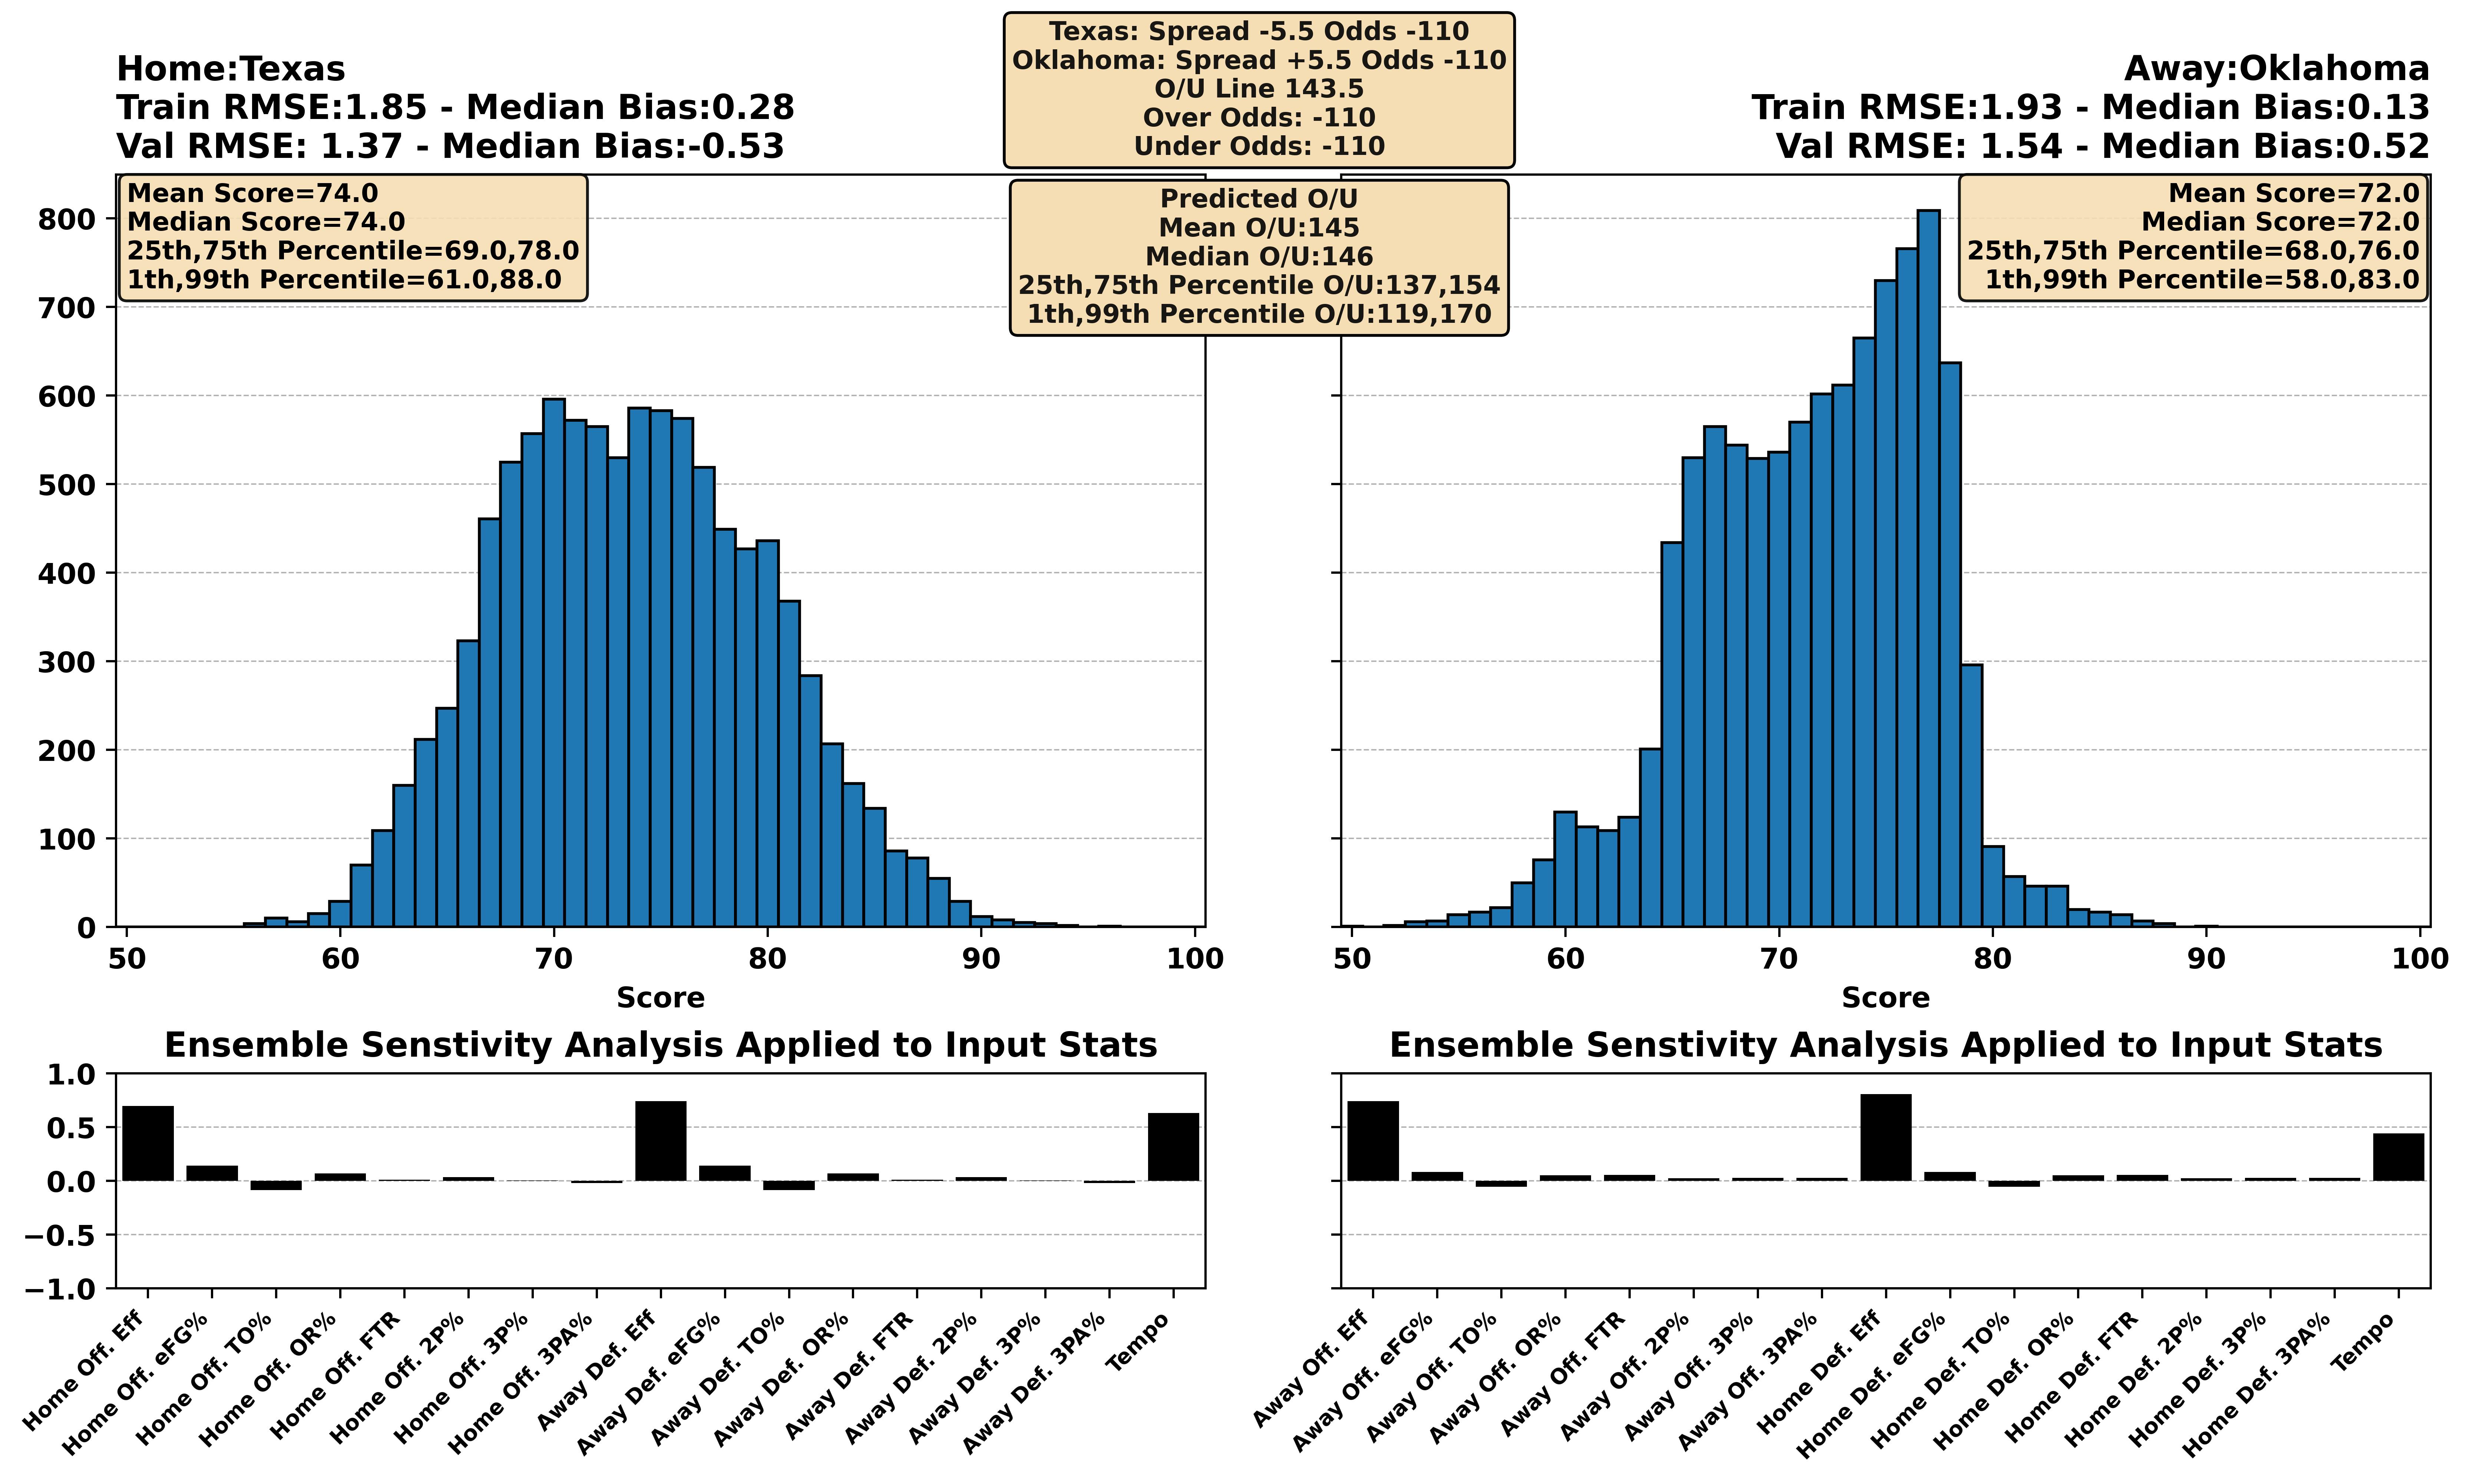 Texas: Spread -5.5 Odds -110
Oklahoma: Spread +5.5 Odds -110
O/U Line 143.5
Over Odds: -110
Under Odds: -110
Home:Texas
Train RMSE:1.85 - Median Bias:0.28
Val RMSE: 1.37 - Median Bias:-0.53
Away:Oklahoma
Train RMSE:1.93 - Median Bias:0.13
Val RMSE: 1.54 - Median Bias:0.52
Mean Score=74.0
Median Score=74.0
25th,75th Percentile=69.0,78.0
1th,99th Percentile=61.0,88.0
Predicted O/U
Mean O/U:145
Median O/U:146
25th,75th Percentile O/U:137,154
1th,99th Percentile O/U:119,170
Mean Score=72.0
Median Score=72.0
25th,75th Percentile=68.0,76.0
1th,99th Percentile=58.0,83.0
800
700
600
500
400
300
200
100
0
50 60 70 80 90 100
Score
50 60 70 80 90 100
Score
Ensemble Senstivity Analysis Applied to Input Stats
Ensemble Senstivity Analysis Applied to Input Stats
1.0
0.5
0.0
−0.5
−1.0
Home Off. Eff
Home Off. eFG%
Home Off. TO%
Home Off. OR%
Home Off. FTR
Home Off. 2P%
Home Off. 3P%
Home Off. 3PA%
Away Def. Eff
Away Def. eFG%
Away Def. TO%
Away Def. OR%
Away Def. FTR
Away Def. 2P%
Away Def. 3P%
Away Def. 3PA%
Tempo
Away Off. Eff
Away Off. eFG%
Away Off. TO%
Away Off. OR%
Away Off. FTR
Away Off. 2P%
Away Off. 3P%
Away Off. 3PA%
Home Def. Eff
Home Def. eFG%
Home Def. TO%
Home Def. OR%
Home Def. FTR
Home Def. 2P%
Home Def. 3P%
Home Def. 3PA%
Tempo